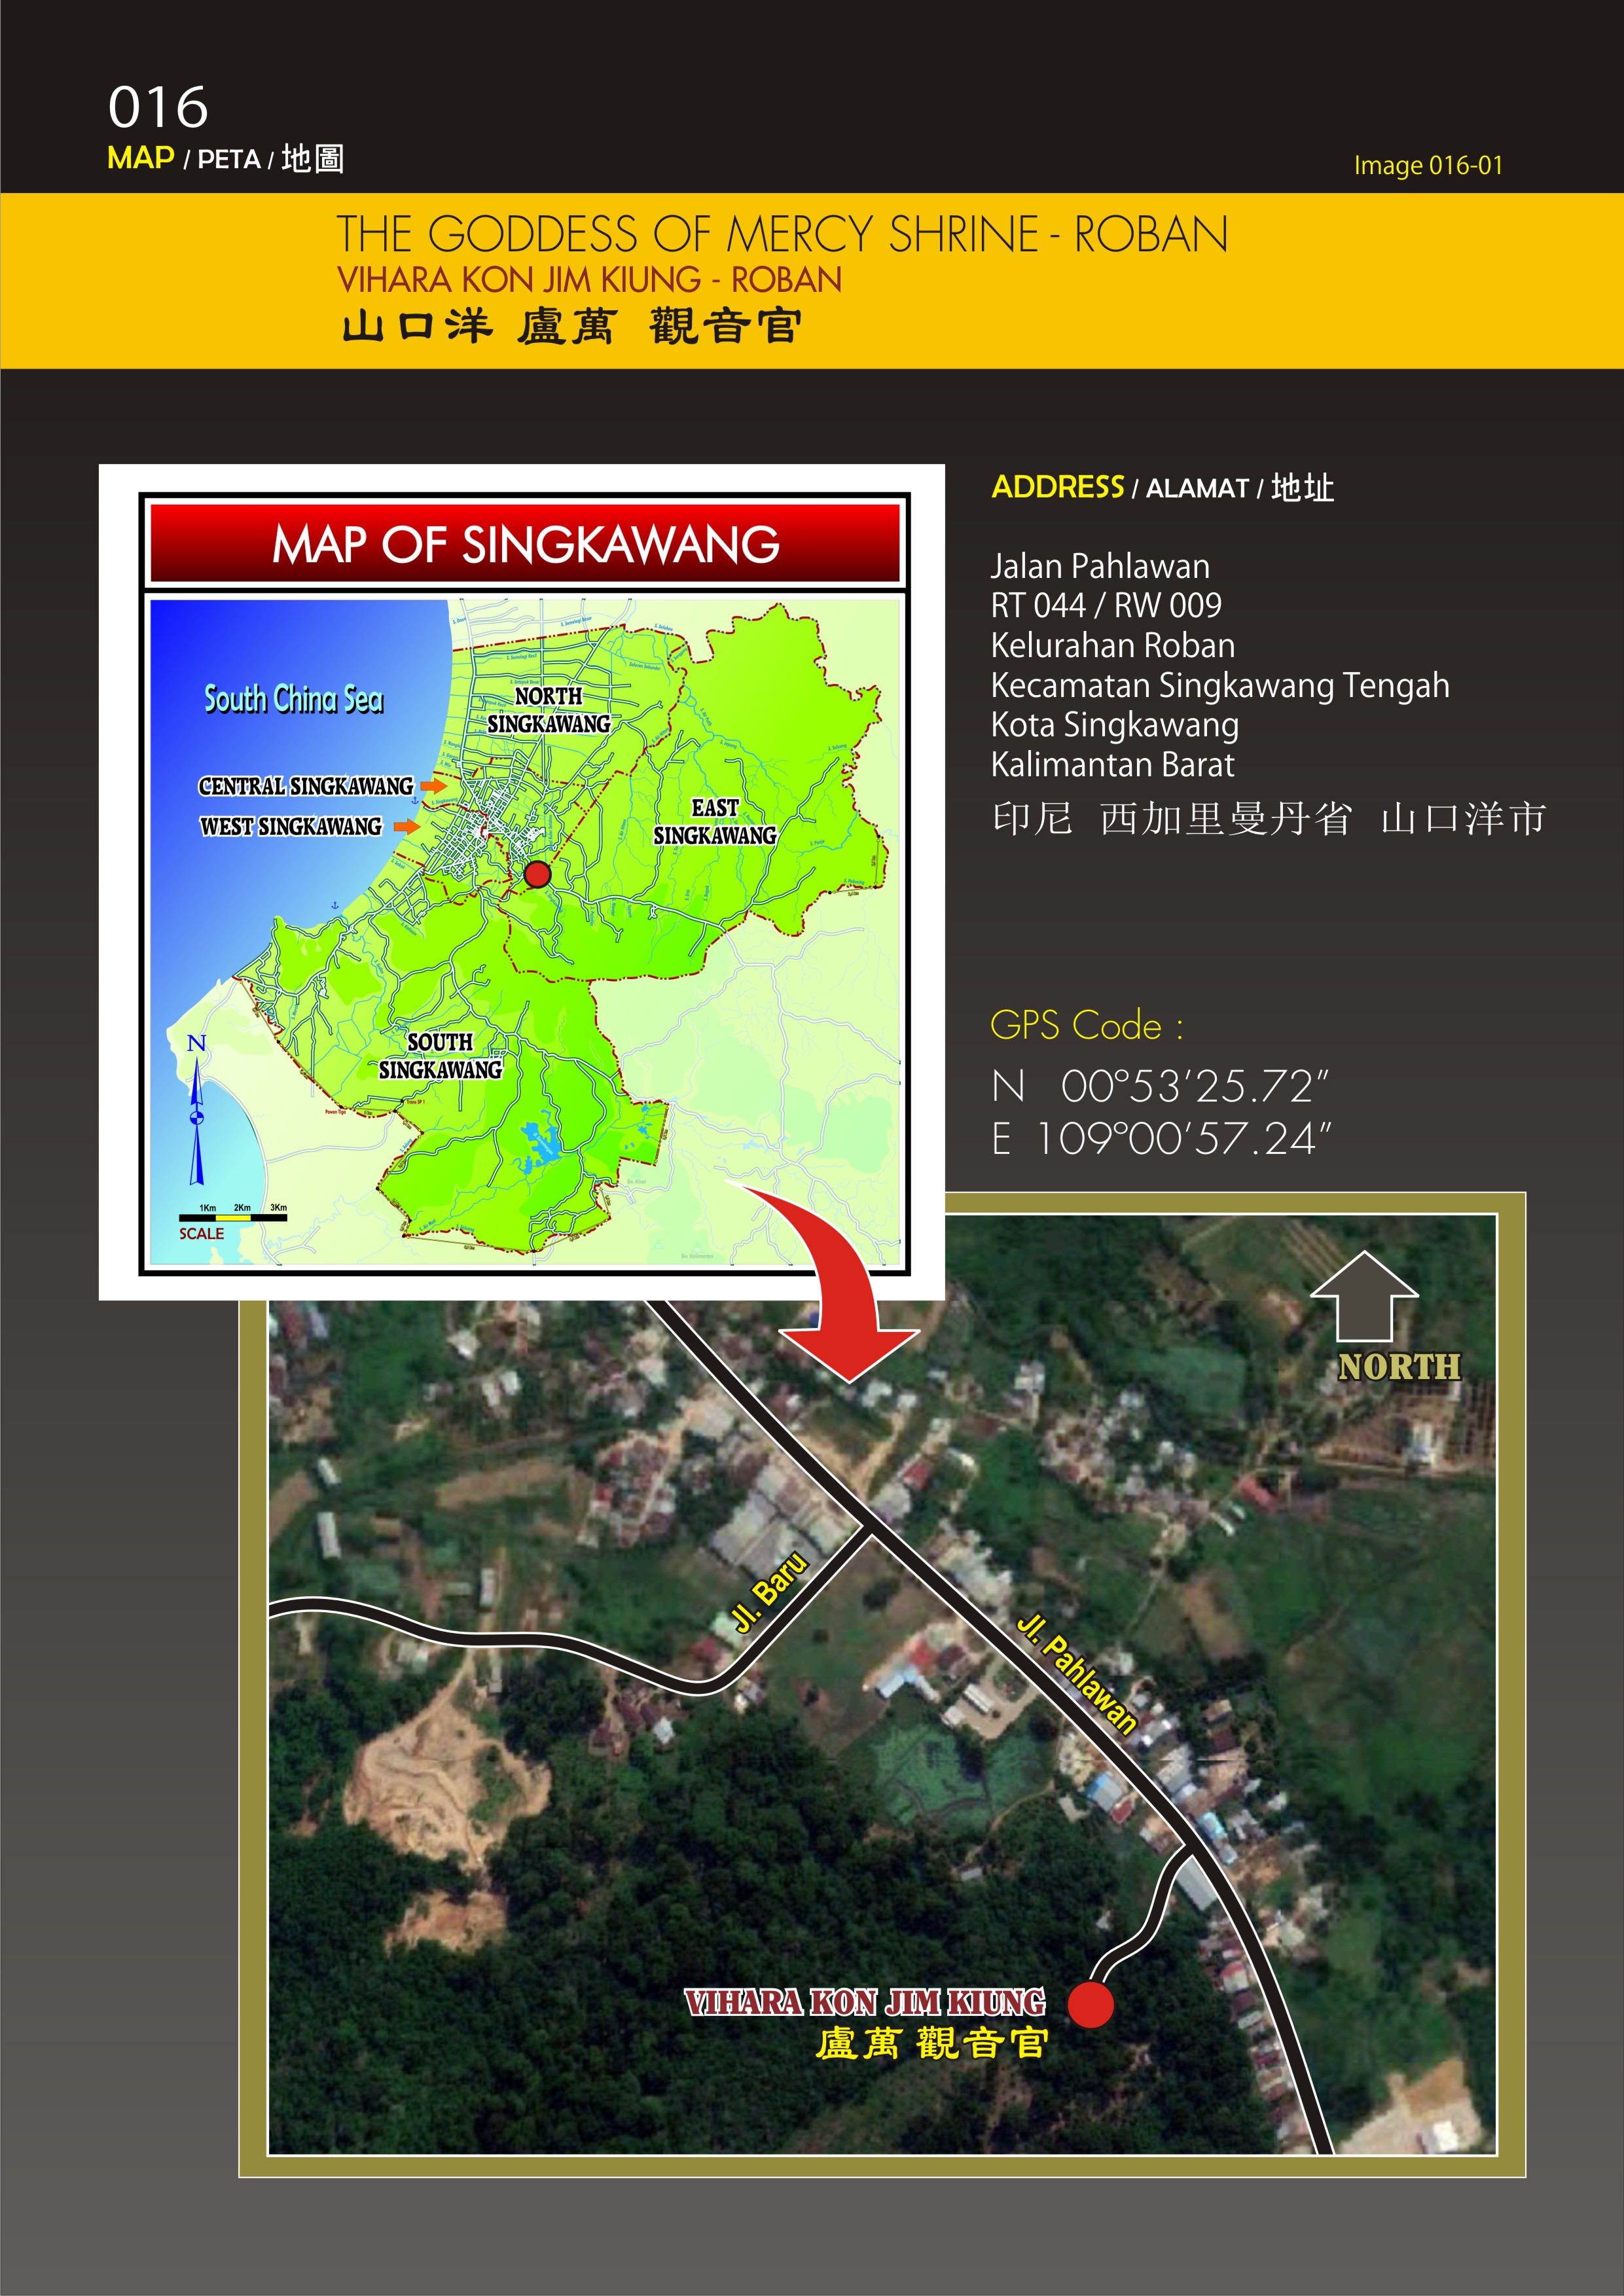 016
MAP / PETA / 地圖
Image 016-01
THE GODDESS OF MERCY SHRINE - ROBAN
VIHARA KON JIM KIUNG - ROBAN
山口洋 盧萬 觀音官
MAP OF SINGKAWANG
South China Sea
NORTH
SINGKAWANG
CENTRAL SINGKAWANG
WEST SINGKAWANG
EAST
SINGKAWANG
SOUTH
SINGKAWANG
N
1Km 2Km 3Km
SCALE
ADDRESS / ALAMAT / 地址
Jalan Pahlawan
RT 044 / RW 009
Kelurahan Roban
Kecamatan Singkawang Tengah
Kota Singkawang
Kalimantan Barat
印尼 西加里曼丹省 山口洋市
GPS Code :
N 00°53'25.72"
E 109°00'57.24"
NORTH
Jl. Baru
Jl. Pahlawan
VIHARA KON JIM KIUNG
盧萬 觀音官